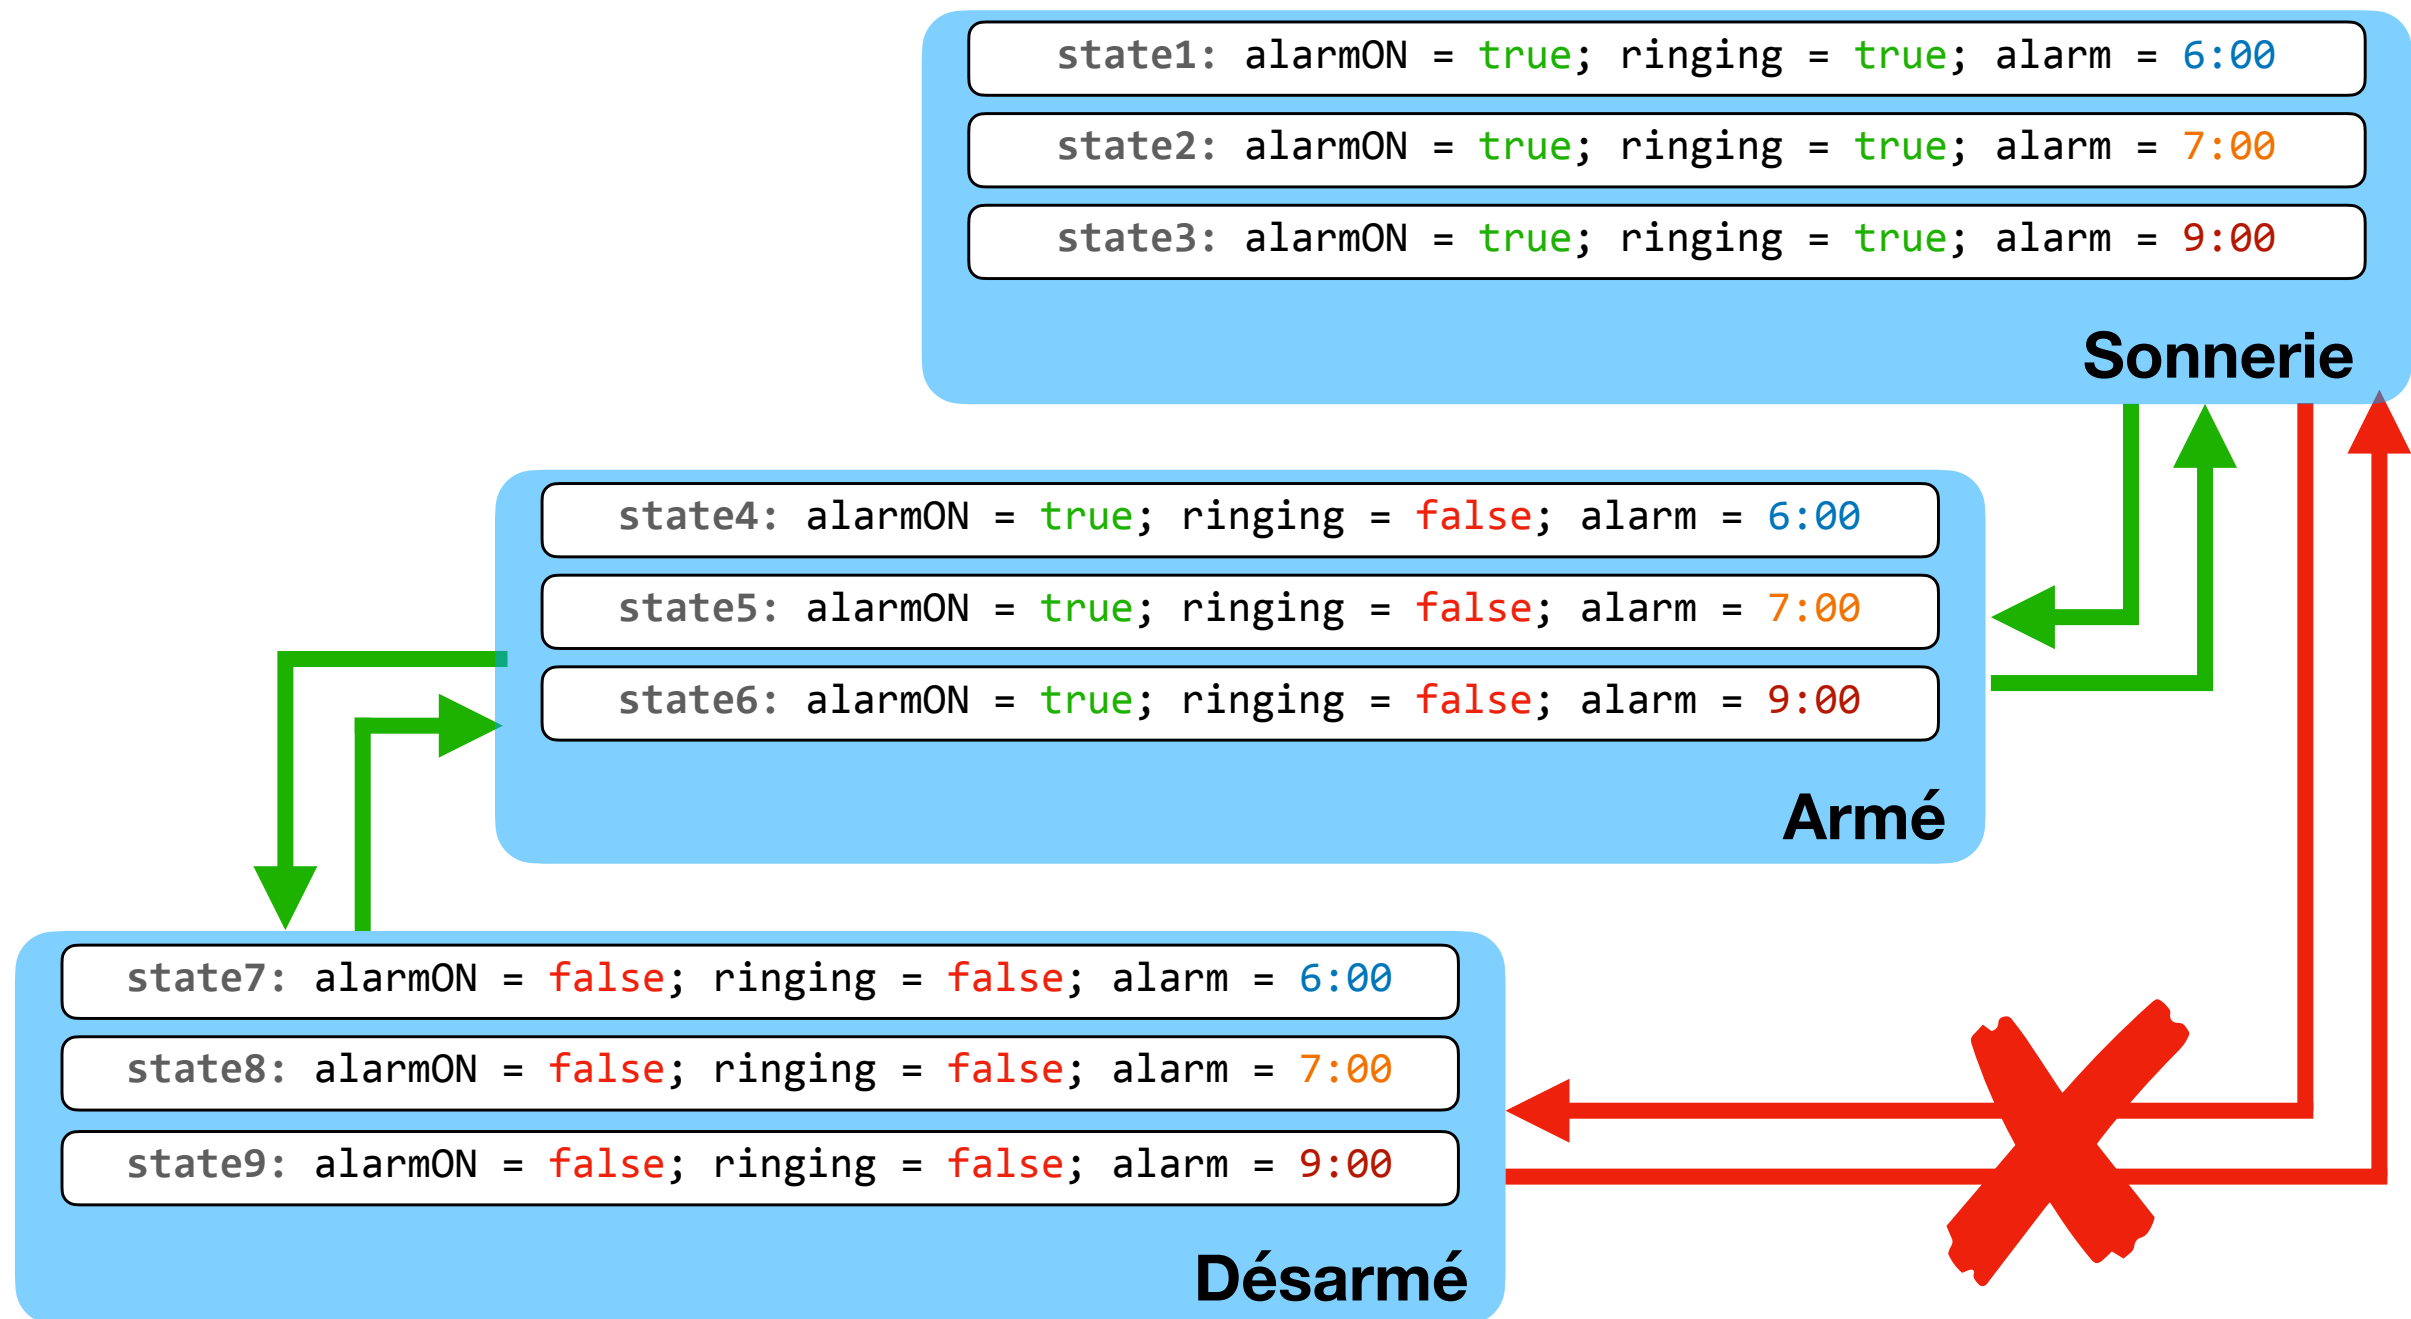 state1: alarmON = true; ringing = true; alarm = 6:00
state2: alarmON = true; ringing = true; alarm = 7:00
state3: alarmON = true; ringing = true; alarm = 9:00
Sonnerie
state4: alarmON = true; ringing = false; alarm = 6:00
state5: alarmON = true; ringing = false; alarm = 7:00
state6: alarmON = true; ringing = false; alarm = 9:00
Armé
state7: alarmON = false; ringing = false; alarm = 6:00
state8: alarmON = false; ringing = false; alarm = 7:00
state9: alarmON = false; ringing = false; alarm = 9:00
Désarmé